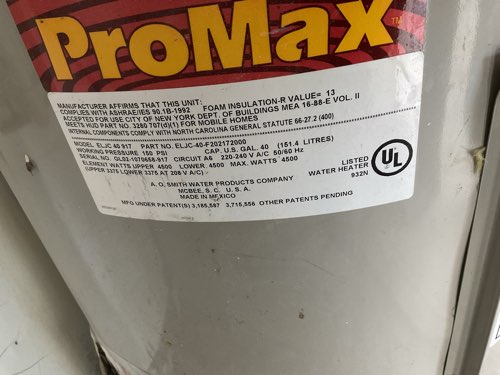 ProMax™
MANUFACTURER AFFIRMS THAT THIS UNIT:
COMPLIES WITH ASHRAE/IES 90.1B-1992 FOAM INSULATION-R VALUE= 13
ACCEPTED FOR USE CITY OF NEW YORK DEPT. OF BUILDINGS MEA 16-88-E VOL. II
MEETS HUD PART NO. 3280 707(d)(1) FOR MOBILE HOMES
INTERNAL COMPONENTS COMPLY WITH NORTH CAROLINA GENERAL STATUTE 66-27.2 (400)
MODEL ELJC 40 917 PART NO. ELJC-40-F202172000
WORKING PRESSURE 150 PSI CAP. U.S. GAL. 40 (151.4 LITRES)
SERIAL NO. GL02-1079658-917 CIRCUIT A6 220-240 V A/C 50/60 Hz
ELEMENT WATTS UPPER 4500 LOWER 4500 MAX. WATTS 4500
(UPPER 3375 LOWER 3375 AT 208 V A/C)
LISTED
WATER HEATER
932N
UL
A. O. SMITH WATER PRODUCTS COMPANY
MCBEE, S. C. U. S. A.
MADE IN MEXICO
MFG UNDER PATENT(S) 3,185,587 3,715,556 OTHER PATENTS PENDING